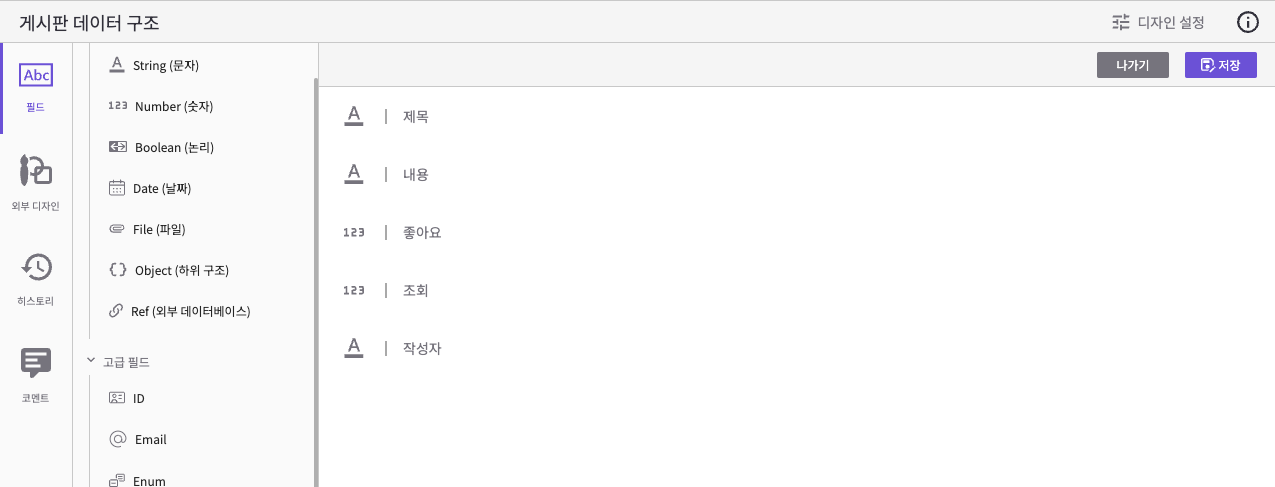 게시판 데이터 구조
디자인 설정
Abc
필드
외부 디자인
히스토리
코멘트
A String (문자)
123 Number (숫자)
Boolean (논리)
Date (날짜)
File (파일)
{} Object (하위 구조)
Ref (외부 데이터베이스)
고급 필드
ID
@ Email
Enum
나가기
저장
A | 제목
A | 내용
123 | 좋아요
123 | 조회
A | 작성자